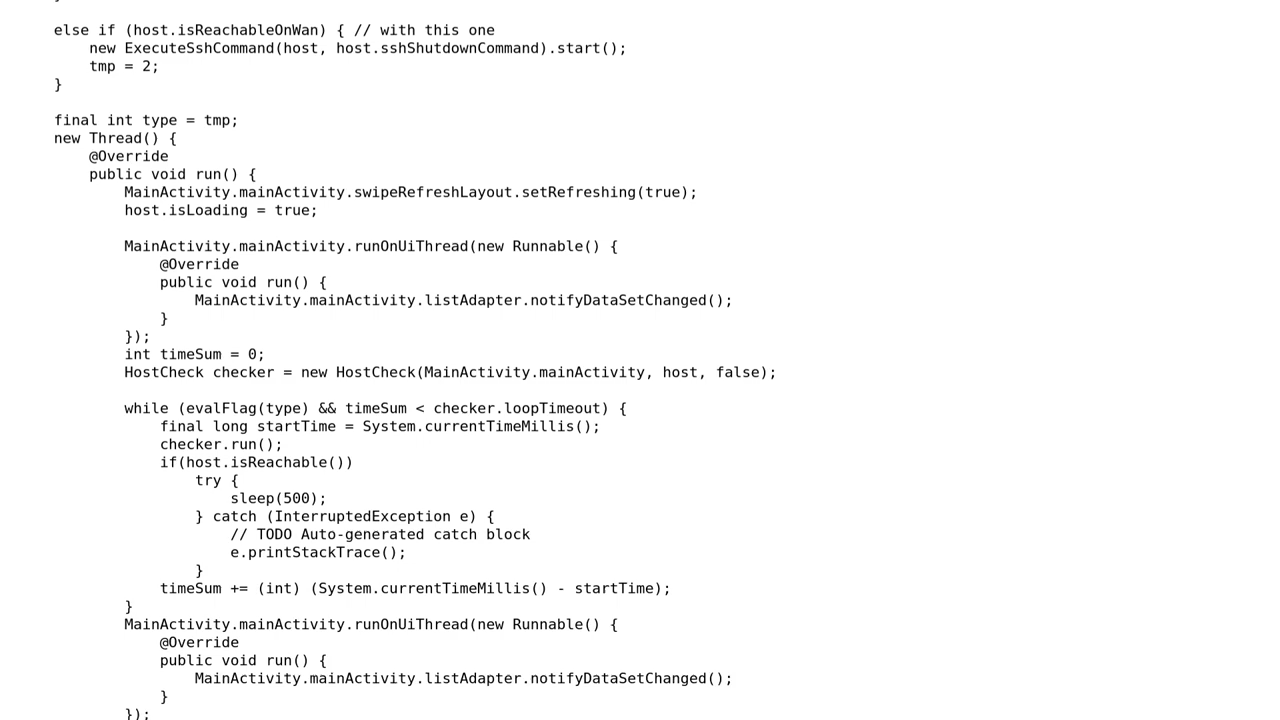 else if (host.isReachableOnWan) { // with this one
new ExecuteSshCommand(host, host.sshShutdownCommand).start();
tmp = 2;
}
final int type = tmp;
new Thread() {
@Override
public void run() {
MainActivity.mainActivity.swipeRefreshLayout.setRefreshing(true);
host.isLoading = true;
MainActivity.mainActivity.runOnUiThread(new Runnable() {
@Override
public void run() {
MainActivity.mainActivity.listAdapter.notifyDataSetChanged();
}
});
int timeSum = 0;
HostCheck checker = new HostCheck(MainActivity.mainActivity, host, false);
while (evalFlag(type) && timeSum < checker.loopTimeout) {
final long startTime = System.currentTimeMillis();
checker.run();
if(host.isReachable())
try {
sleep(500);
} catch (InterruptedException e) {
// TODO Auto-generated catch block
e.printStackTrace();
}
timeSum += (int) (System.currentTimeMillis() - startTime);
}
MainActivity.mainActivity.runOnUiThread(new Runnable() {
@Override
public void run() {
MainActivity.mainActivity.listAdapter.notifyDataSetChanged();
}
});